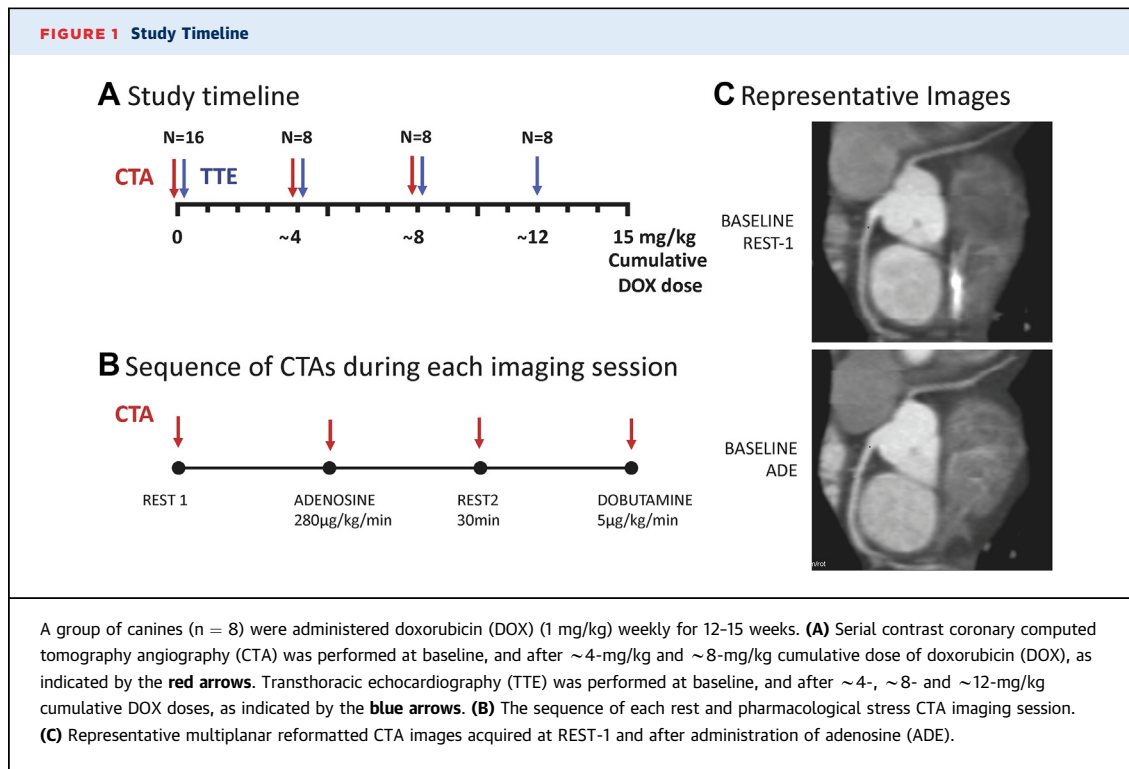 FIGURE 1 Study Timeline
A Study timeline
N=16
N=8
N=8
N=8
CTA
TTE
0
~4
~8
~12
15 mg/kg
Cumulative
DOX dose
B Sequence of CTAs during each imaging session
CTA
REST 1
ADENOSINE
280µg/kg/min
REST2
30min
DOBUTAMINE
5µg/kg/min
C Representative Images
BASELINE
REST-1
BASELINE
ADE
m/rot
A group of canines (n = 8) were administered doxorubicin (DOX) (1 mg/kg) weekly for 12-15 weeks. (A) Serial contrast coronary computed
tomography angiography (CTA) was performed at baseline, and after ~4-mg/kg and ~8-mg/kg cumulative dose of doxorubicin (DOX), as
indicated by the red arrows. Transthoracic echocardiography (TTE) was performed at baseline, and after ~4-, ~8- and ~12-mg/kg
cumulative DOX doses, as indicated by the blue arrows. (B) The sequence of each rest and pharmacological stress CTA imaging session.
(C) Representative multiplanar reformatted CTA images acquired at REST-1 and after administration of adenosine (ADE).